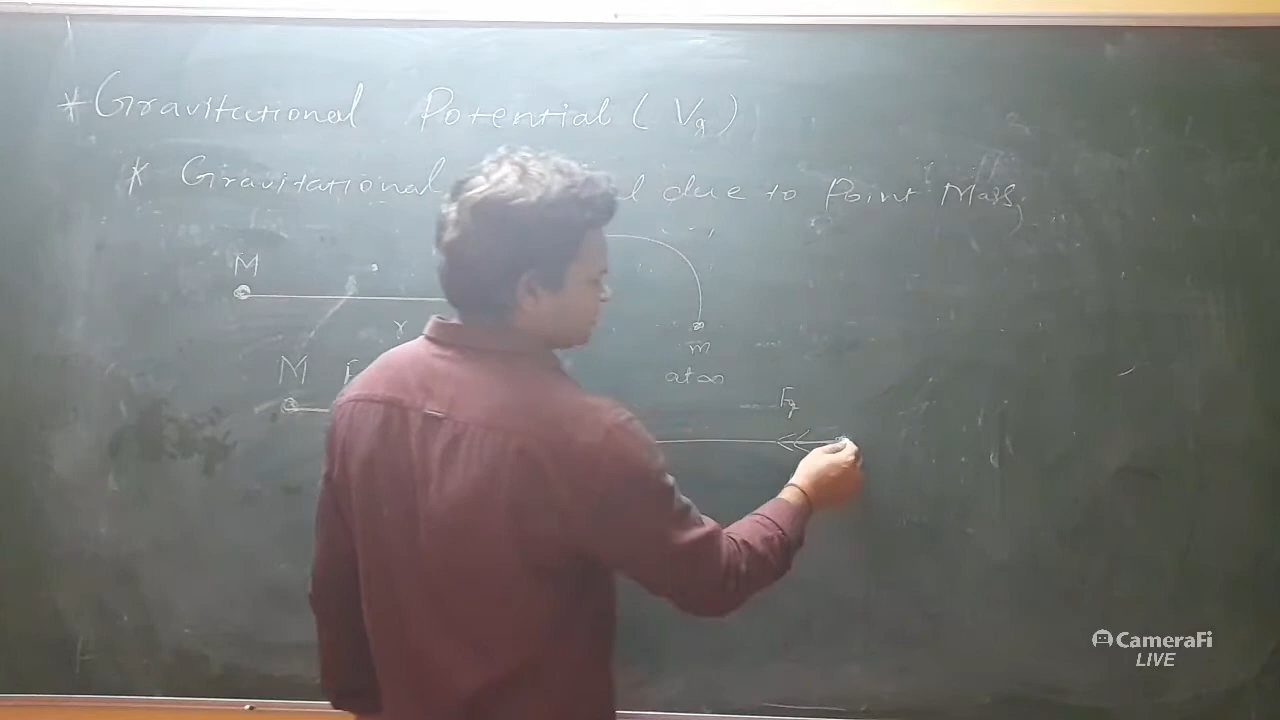 * Gravitational Potential (Vg)
* Gravitational due to Point Mass,
M
r
m
at ∞
M F
Fg
CameraFi
LIVE